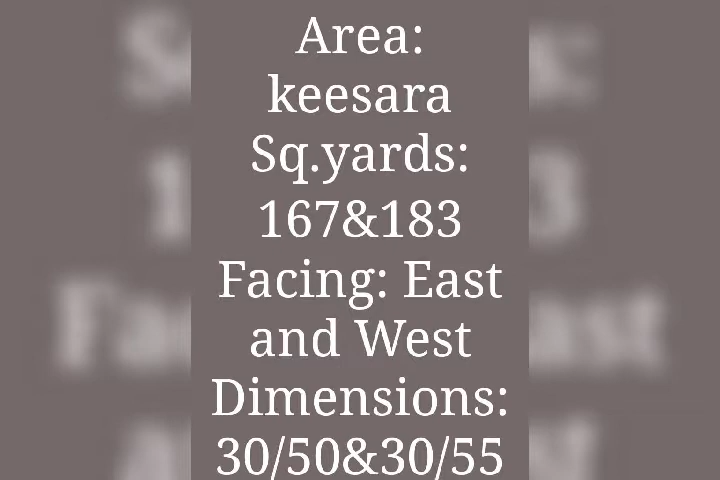 Area:
keesara
Sq.yards:
167&183
Facing: East
and West
Dimensions:
30/50&30/55